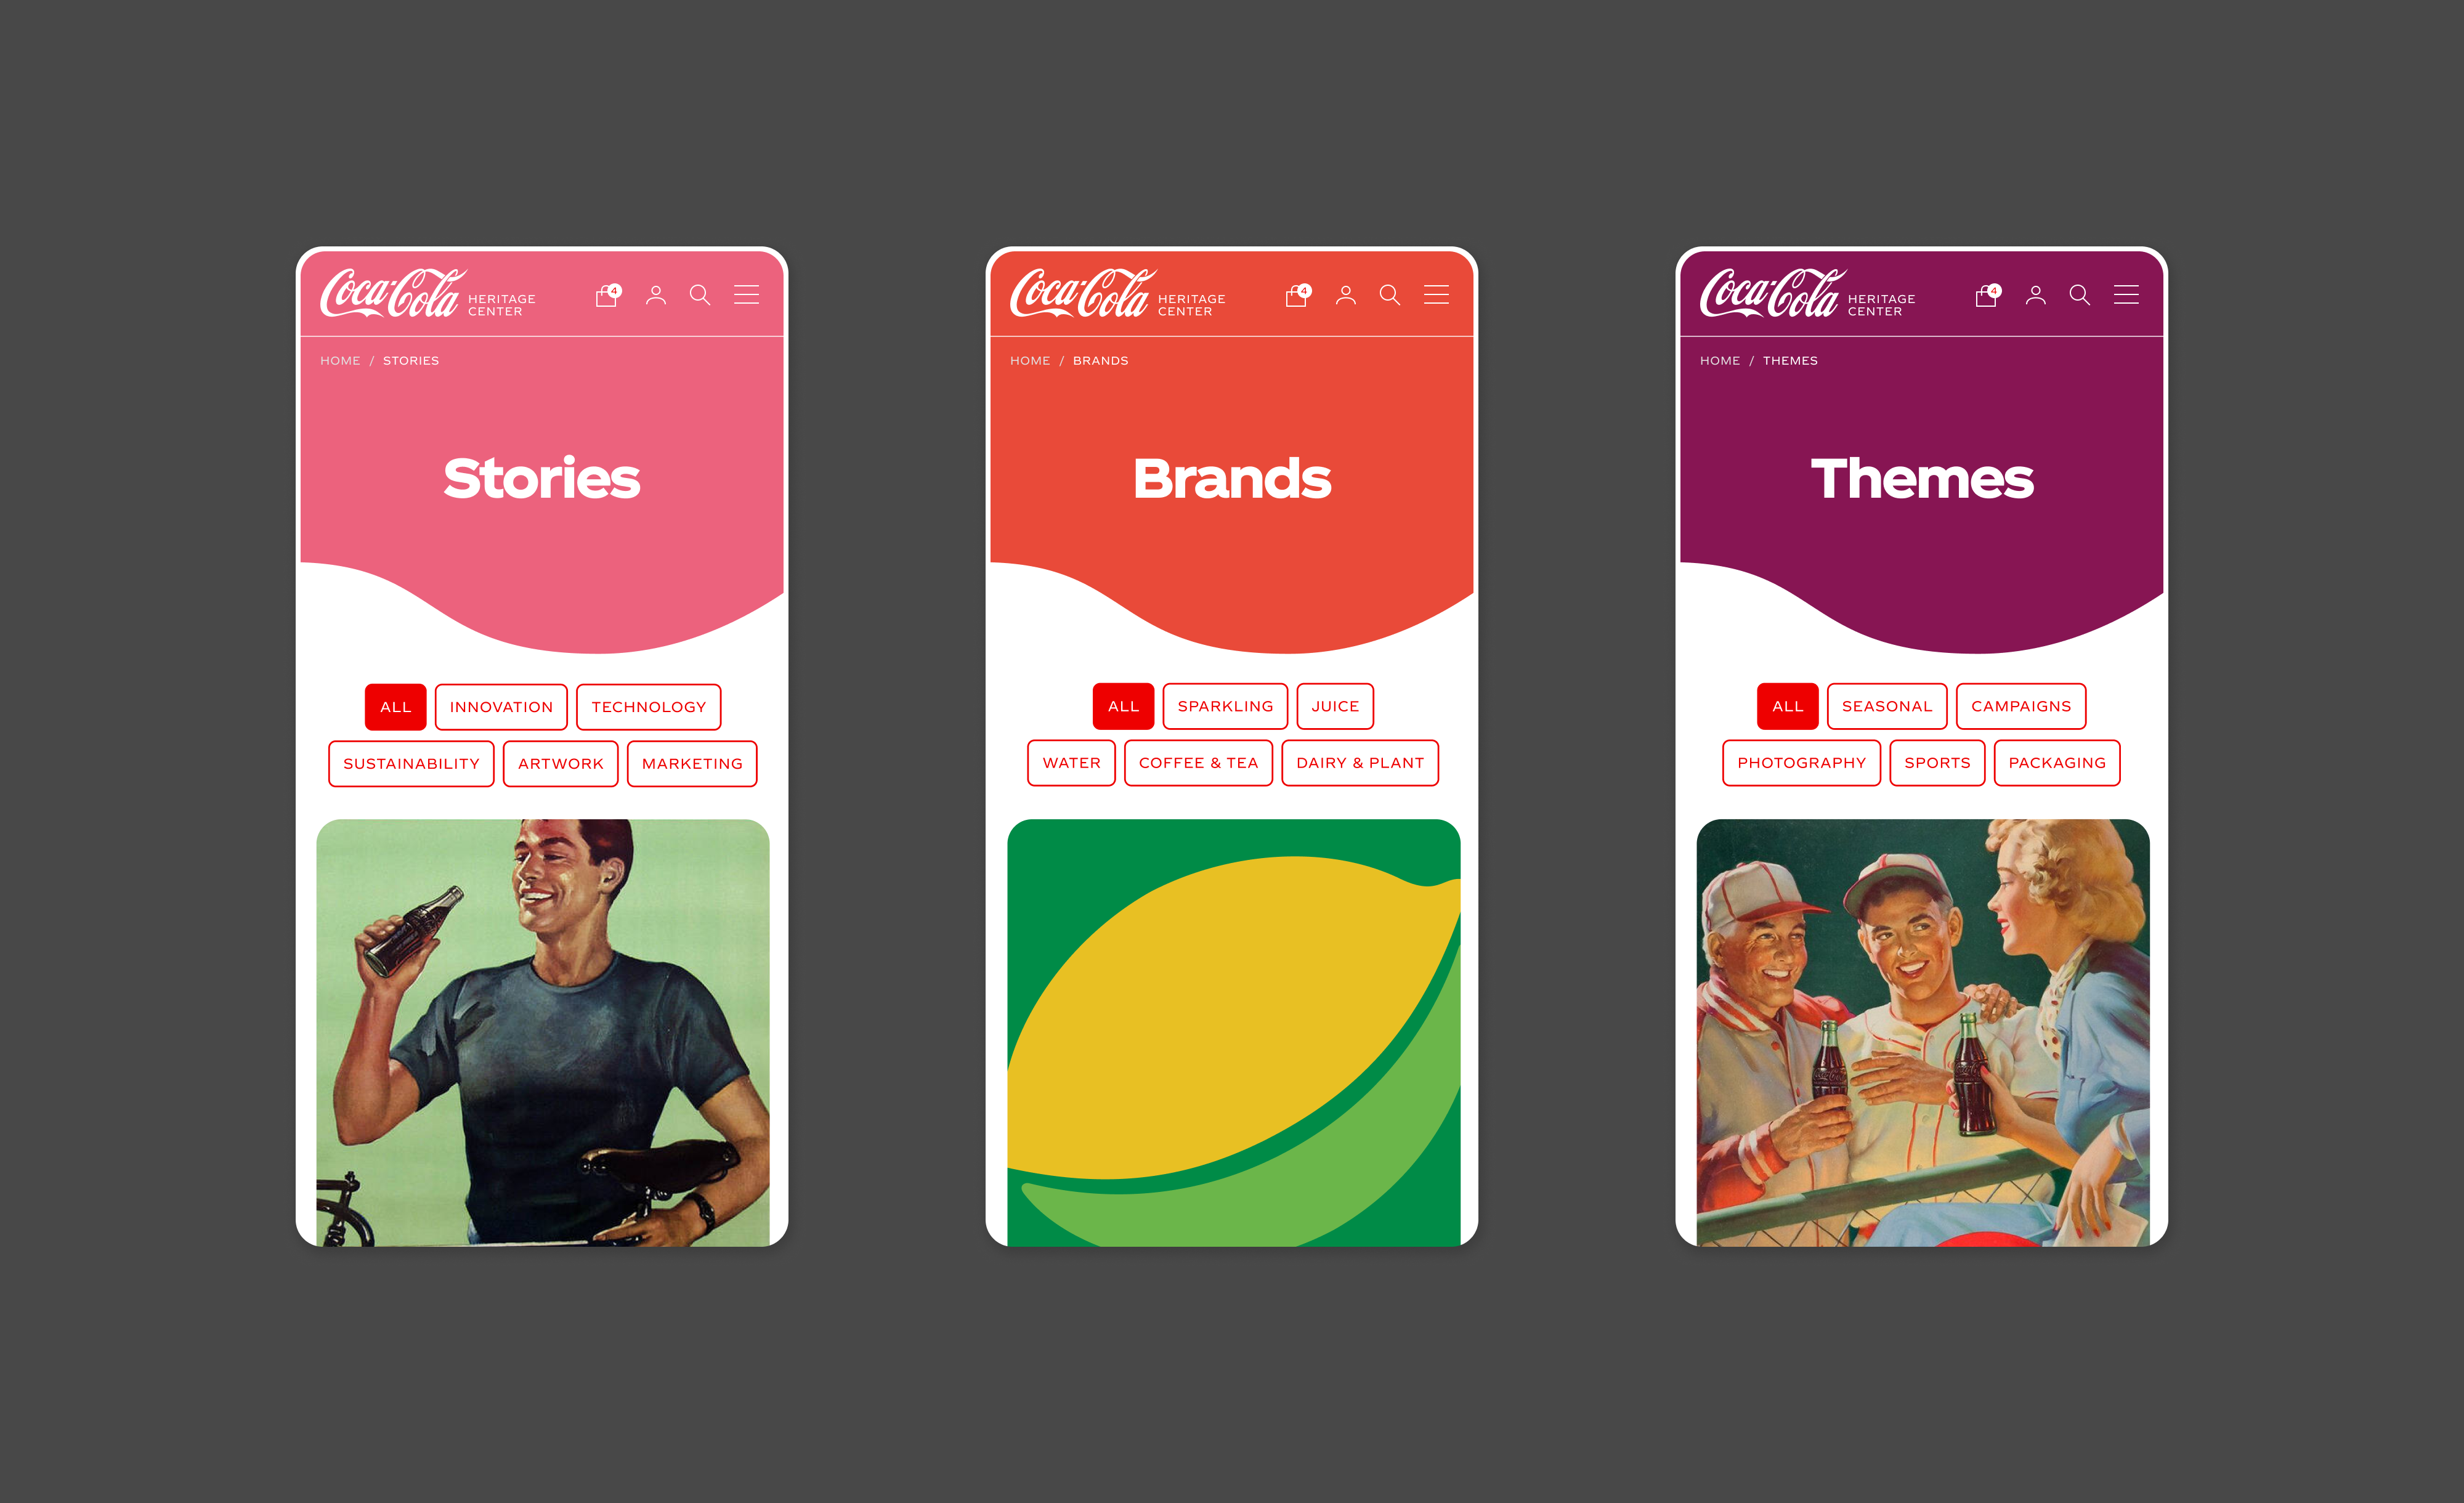 Coca-Cola HERITAGE CENTER
4
HOME / STORIES
Stories
ALL INNOVATION TECHNOLOGY
SUSTAINABILITY ARTWORK MARKETING
Coca-Cola HERITAGE CENTER
4
HOME / BRANDS
Brands
ALL SPARKLING JUICE
WATER COFFEE & TEA DAIRY & PLANT
Coca-Cola HERITAGE CENTER
4
HOME / THEMES
Themes
ALL SEASONAL CAMPAIGNS
PHOTOGRAPHY SPORTS PACKAGING